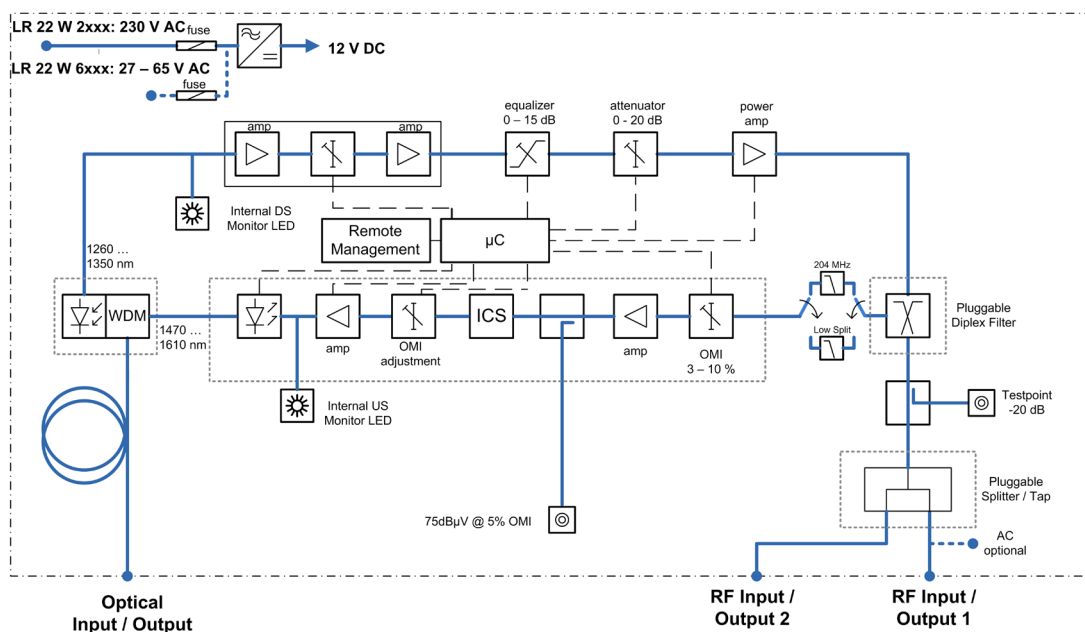 LR 22 W 2xxx: 230 V AC
fuse
12 V DC
LR 22 W 6xxx: 27 – 65 V AC
fuse
amp
amp
equalizer
0 – 15 dB
attenuator
0 - 20 dB
power
amp
Internal DS
Monitor LED
Remote
Management
µC
1260 ...
1350 nm
WDM
1470 ...
1610 nm
amp
OMI
adjustment
ICS
amp
OMI
3 – 10 %
204 MHz
Low Split
Pluggable
Diplex Filter
Internal US
Monitor LED
Testpoint
-20 dB
Pluggable
Splitter / Tap
75dBµV @ 5% OMI
AC
optional
Optical
Input / Output
RF Input /
Output 2
RF Input /
Output 1